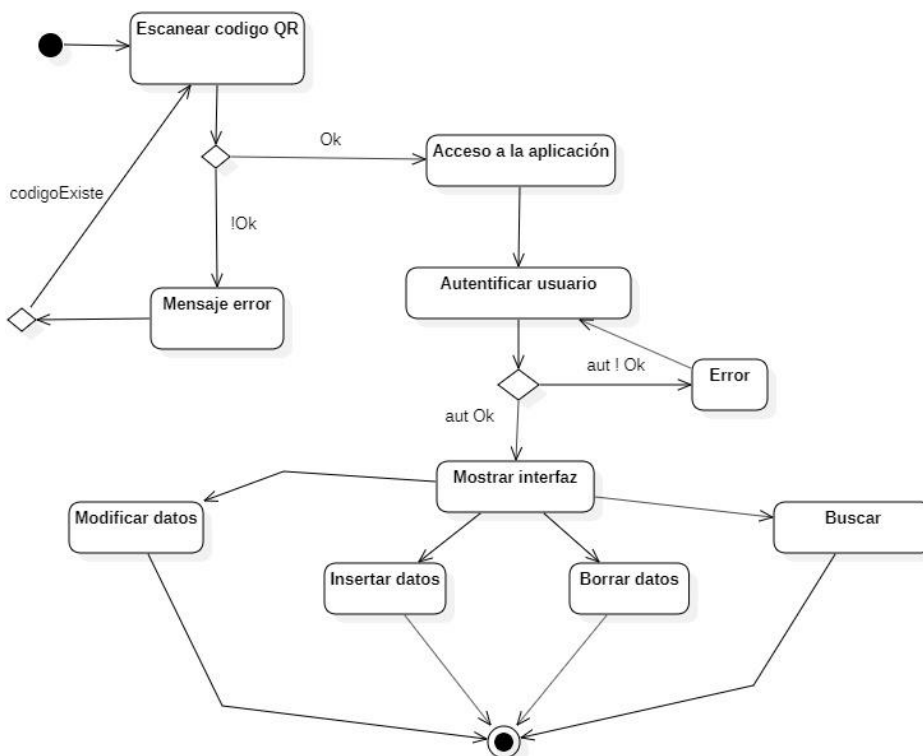 Escanear codigo QR
Ok
Acceso a la aplicación
codigoExiste
!Ok
Autentificar usuario
Mensaje error
aut ! Ok
Error
aut Ok
Mostrar interfaz
Modificar datos
Buscar
Insertar datos
Borrar datos